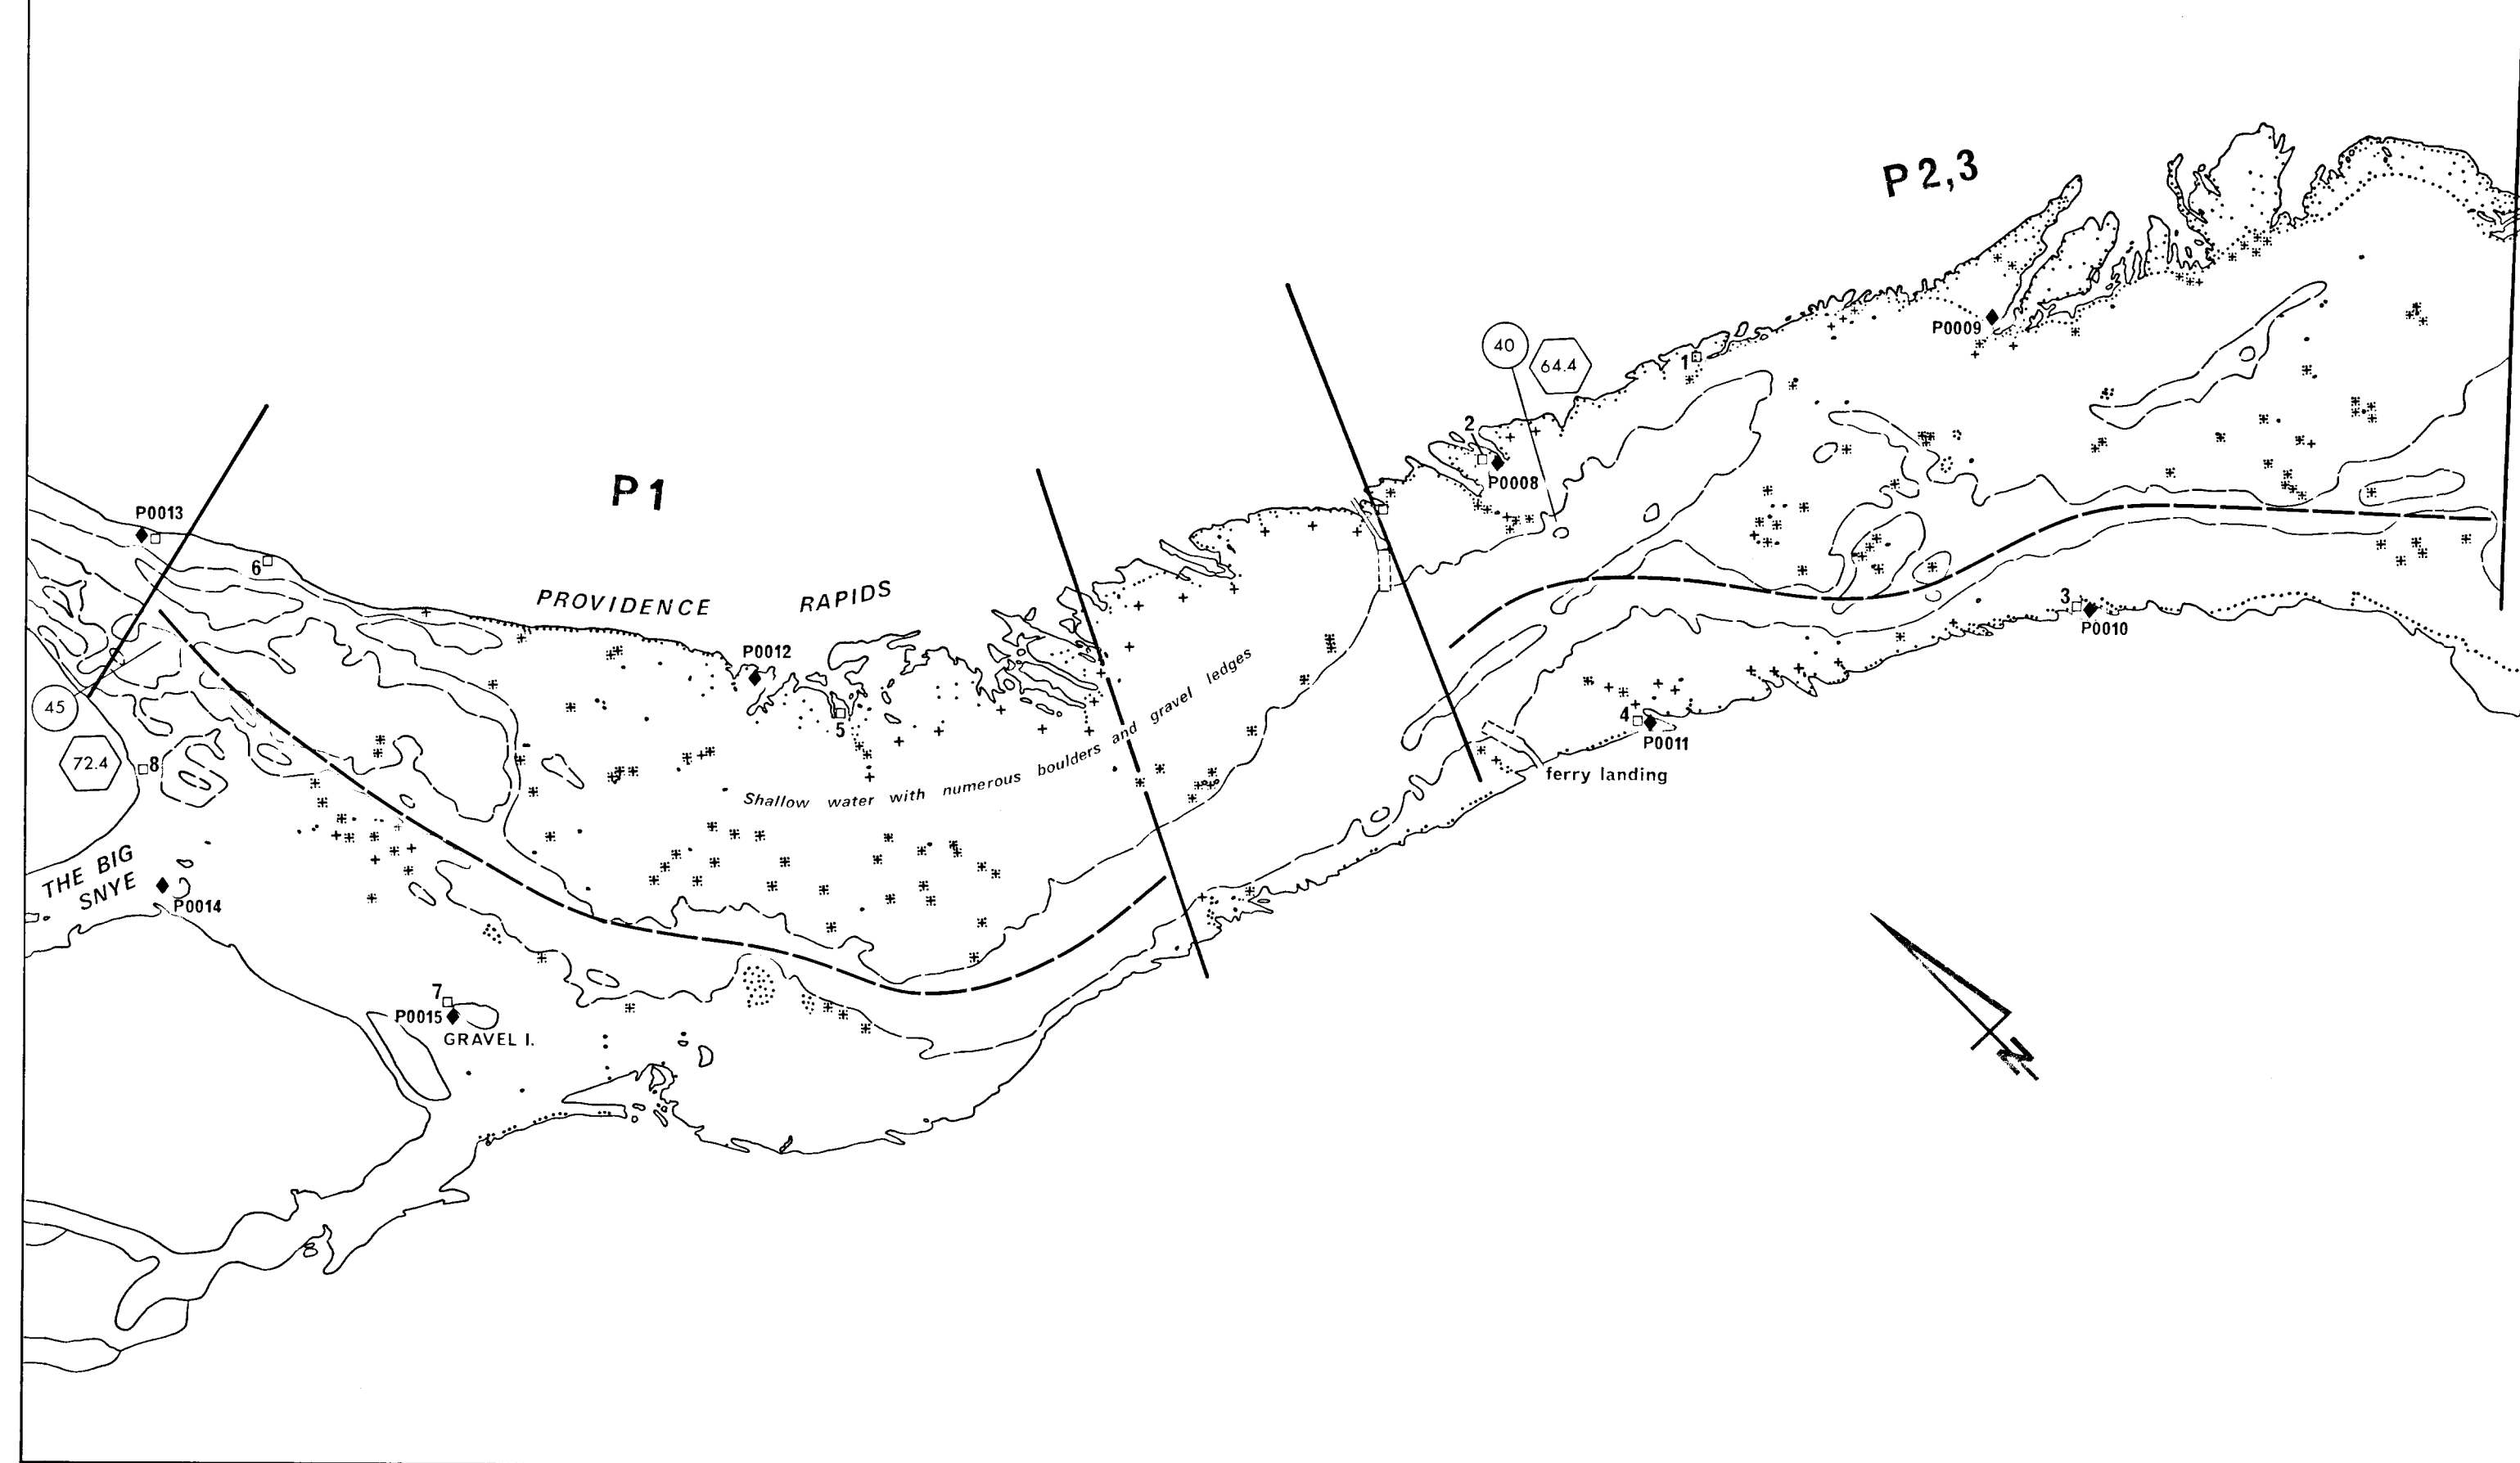 P 2,3
P0009
40
64.4
1
2
P0008
P 1
P0013
6
PROVIDENCE RAPIDS
3
P0010
P0012
45
5
4
P0011
Shallow water with numerous boulders and gravel ledges
72.4
8
ferry landing
THE BIG
SNYE
P0014
7
P0015
GRAVEL I.
N